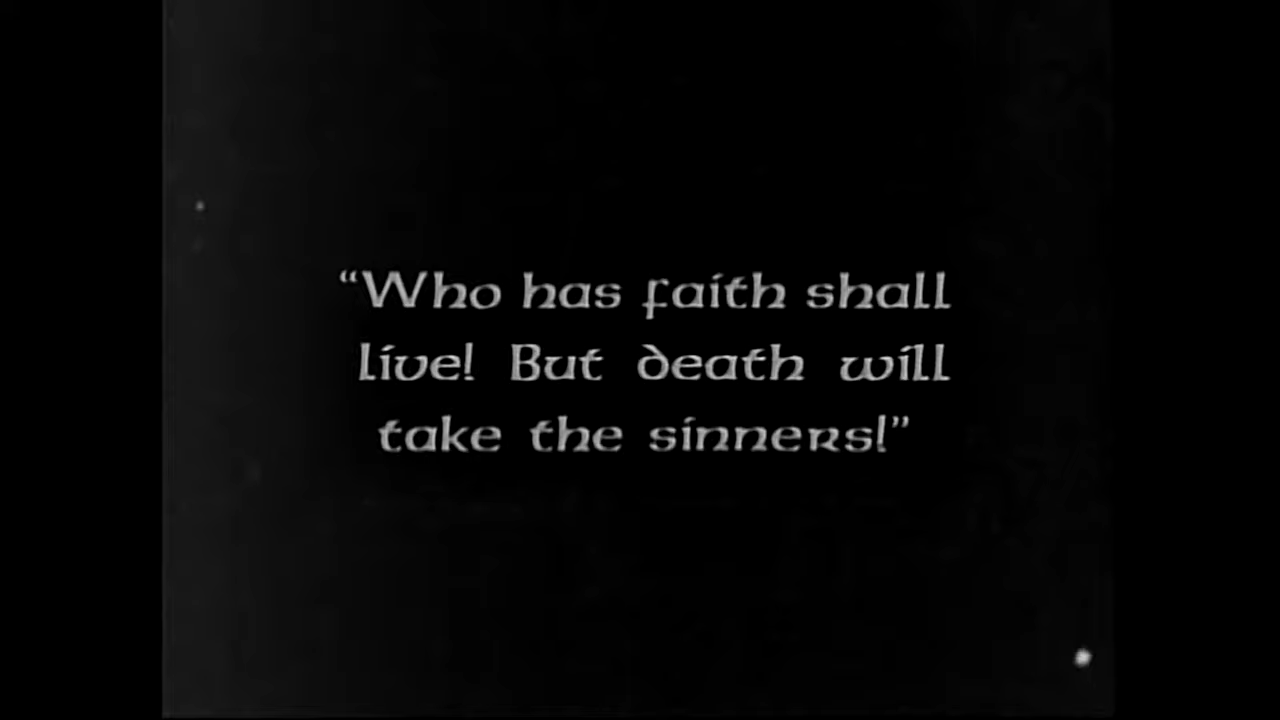 “Who has faith shall
live! But death will
take the sinners!”